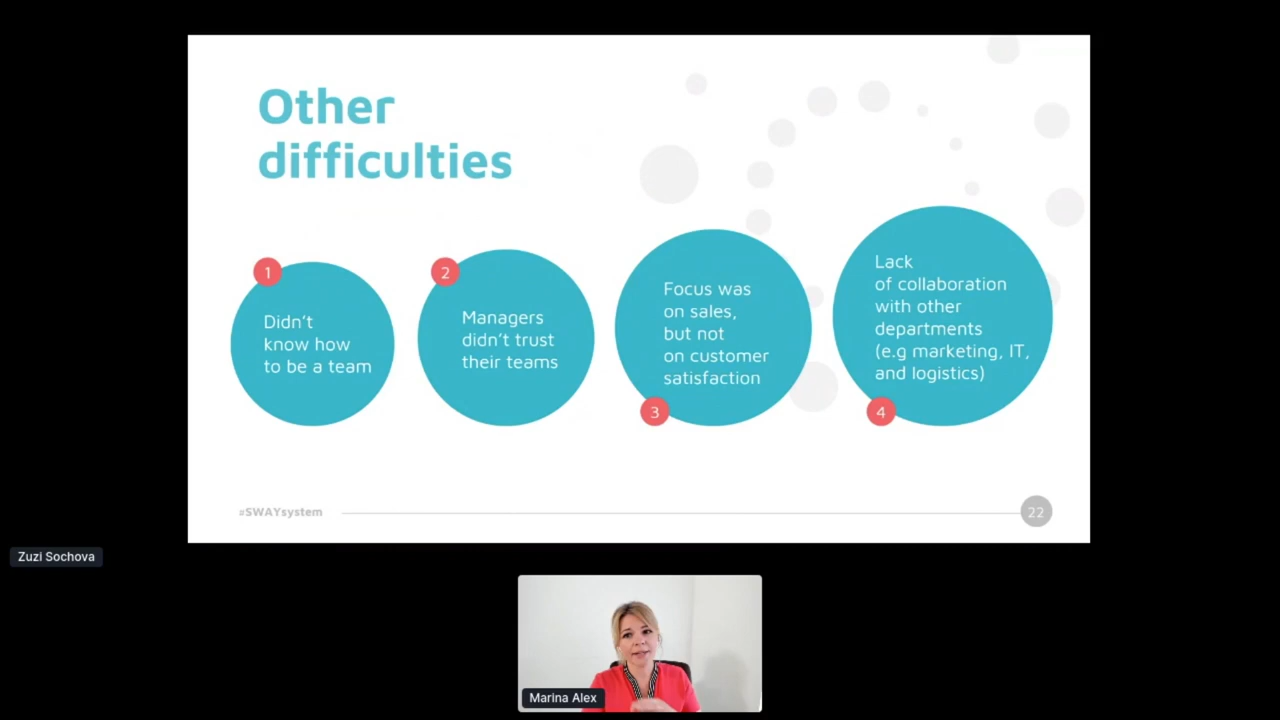 Other
difficulties
1
Didn't
know how
to be a team
2
Managers
didn't trust
their teams
Focus was
on sales,
but not
on customer
satisfaction
3
Lack
of collaboration
with other
departments
(e.g marketing, IT,
and logistics)
4
#SWAYsystem
22
Zuzi Sochova
Marina Alex